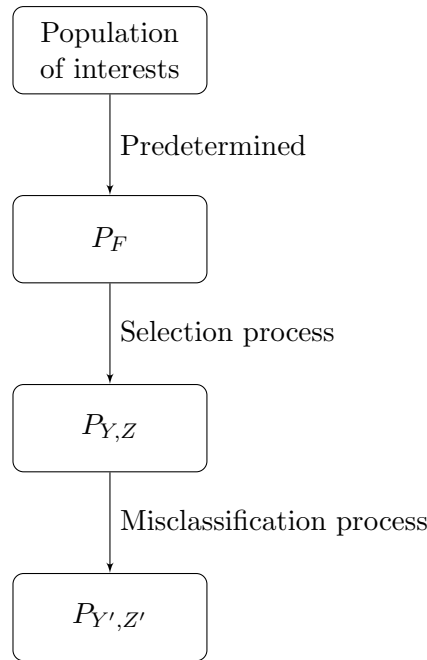 Population
of interests
Predetermined
P_F
Selection process
P_{Y,Z}
Misclassification process
P_{Y',Z'}